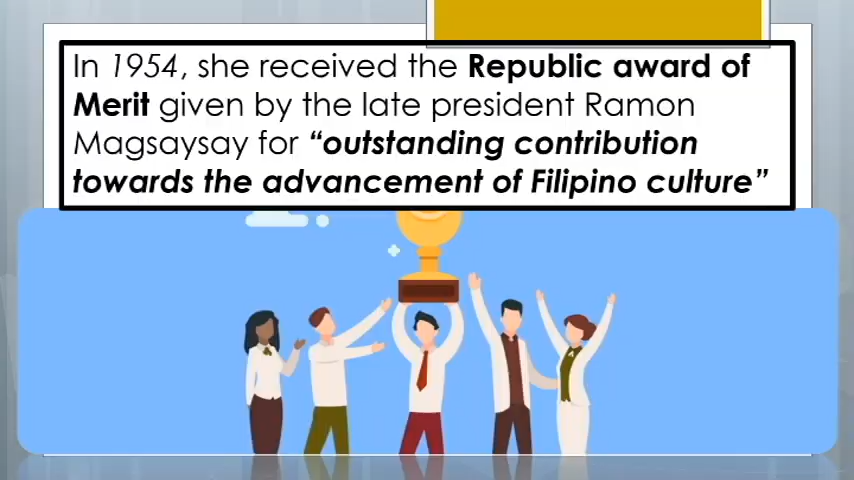 In 1954, she received the Republic award of
Merit given by the late president Ramon
Magsaysay for “outstanding contribution
towards the advancement of Filipino culture”